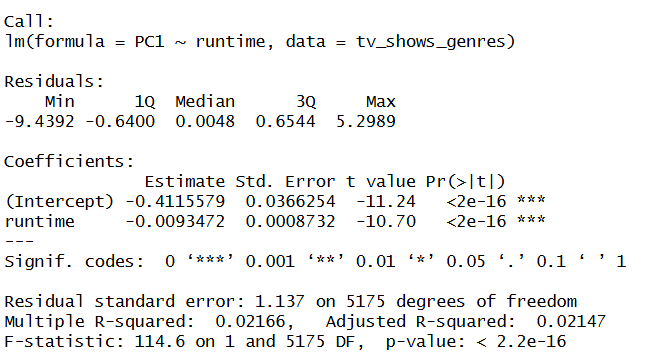 Call:
lm(formula = PC1 ~ runtime, data = tv_shows_genres)
Residuals:
    Min      1Q  Median      3Q     Max
-9.4392 -0.6400  0.0048  0.6544  5.2989
Coefficients:
              Estimate Std. Error t value Pr(>|t|)
(Intercept) -0.4115579  0.0366254  -11.24   <2e-16 ***
runtime     -0.0093472  0.0008732  -10.70   <2e-16 ***
---
Signif. codes:  0 ‘***’ 0.001 ‘**’ 0.01 ‘*’ 0.05 ‘.’ 0.1 ‘ ’ 1
Residual standard error: 1.137 on 5175 degrees of freedom
Multiple R-squared:  0.02166,   Adjusted R-squared:  0.02147
F-statistic: 114.6 on 1 and 5175 DF,  p-value: < 2.2e-16